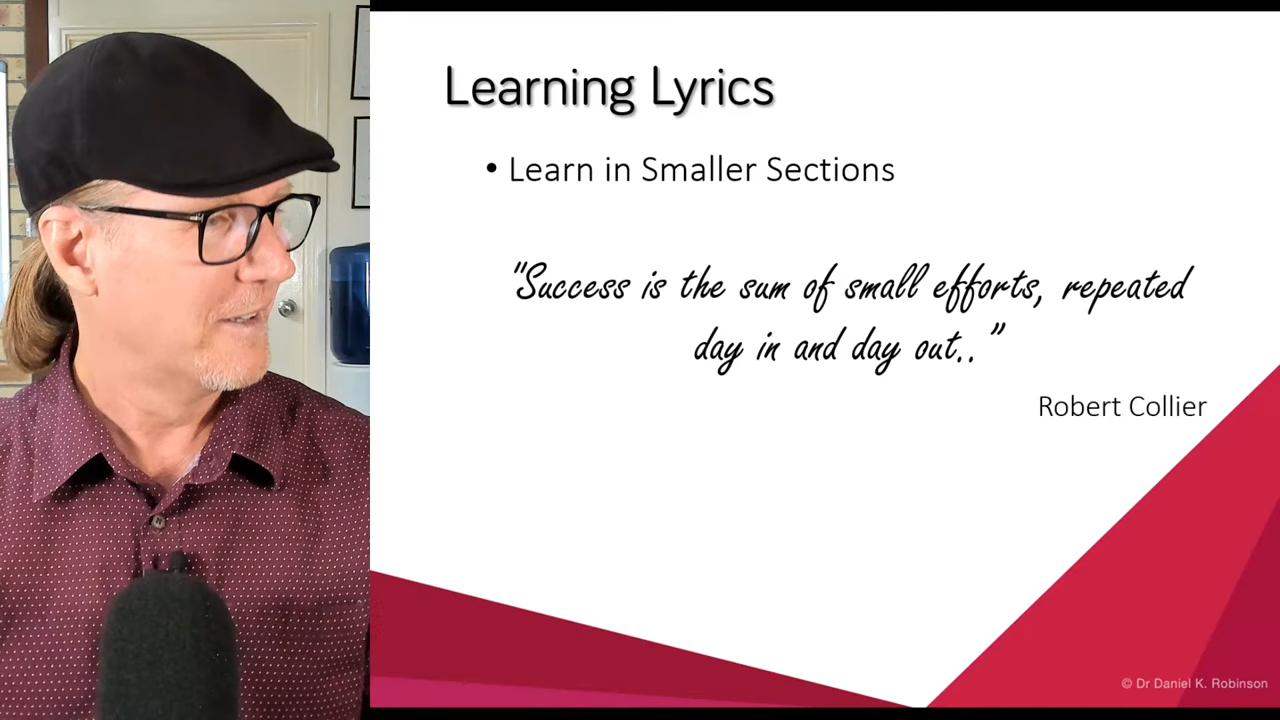 Learning Lyrics
• Learn in Smaller Sections
"Success is the sum of small efforts, repeated
day in and day out.."
Robert Collier
© Dr Daniel K. Robinson